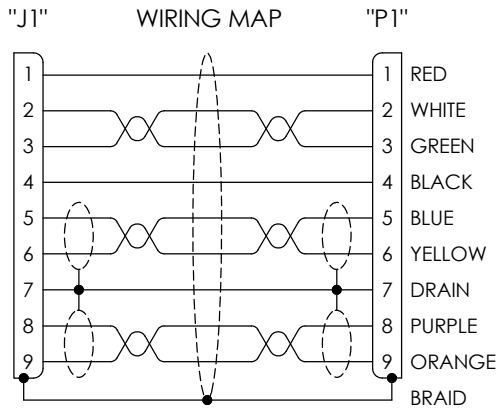 "J1" WIRING MAP "P1"
1 1 RED
2 2 WHITE
3 3 GREEN
4 4 BLACK
5 5 BLUE
6 6 YELLOW
7 7 DRAIN
8 8 PURPLE
9 9 ORANGE
BRAID